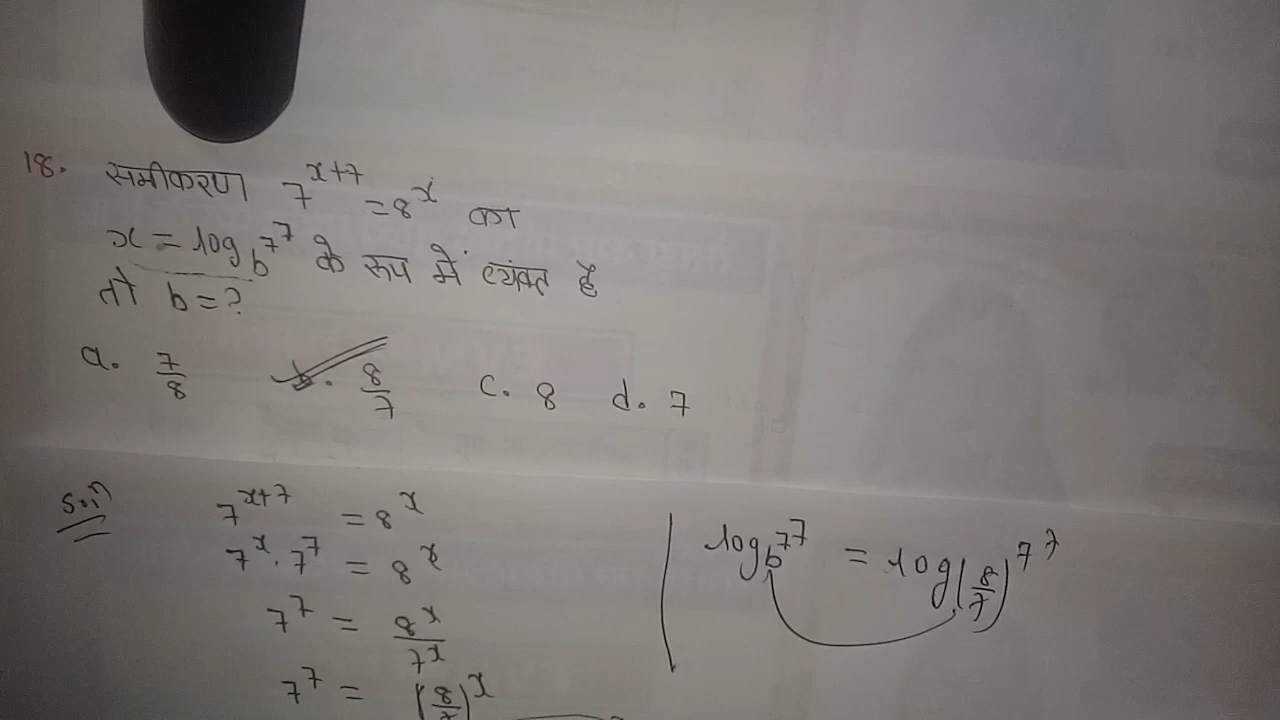 18. समीकरण 7^{x+7} = 8^x का
x = log_b 7^7 के रूप में व्यक्त है
तो b = ?
a. 7/8 b. 8/7 c. 8 d. 7
Soln
7^{x+7} = 8^x
7^x . 7^7 = 8^x
7^7 = 8^x/7^x
7^7 = (8/7)^x
log_b 7^7 = log_(8/7) 7^7